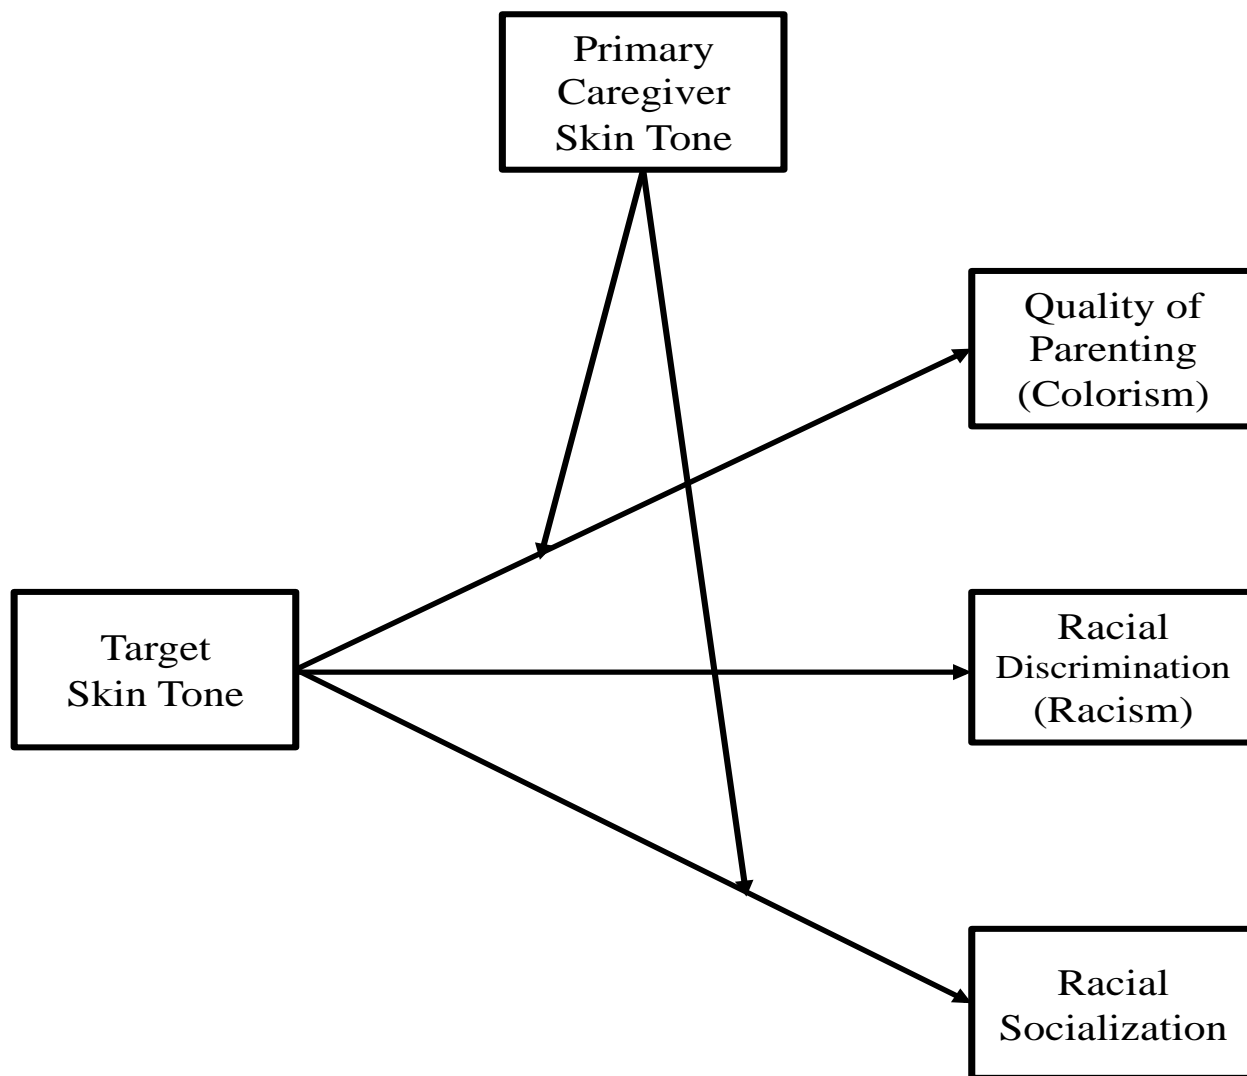 Primary
Caregiver
Skin Tone
Quality of
Parenting
(Colorism)
Target
Skin Tone
Racial
Discrimination
(Racism)
Racial
Socialization